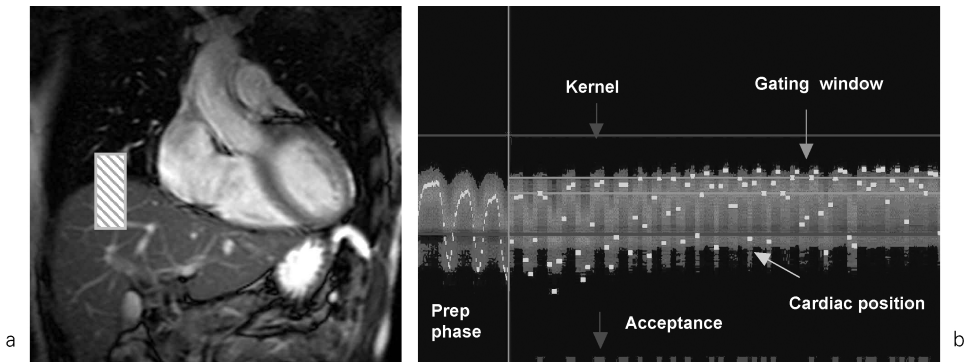 Kernel
Gating window
Cardiac position
Prep
phase
Acceptance
a
b